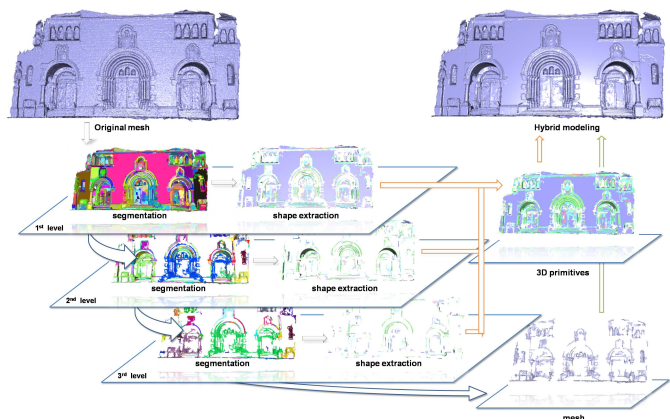 Original mesh
Hybrid modeling
segmentation
shape extraction
1st level
3D primitives
segmentation
shape extraction
2nd level
segmentation
shape extraction
3rd level
mesh